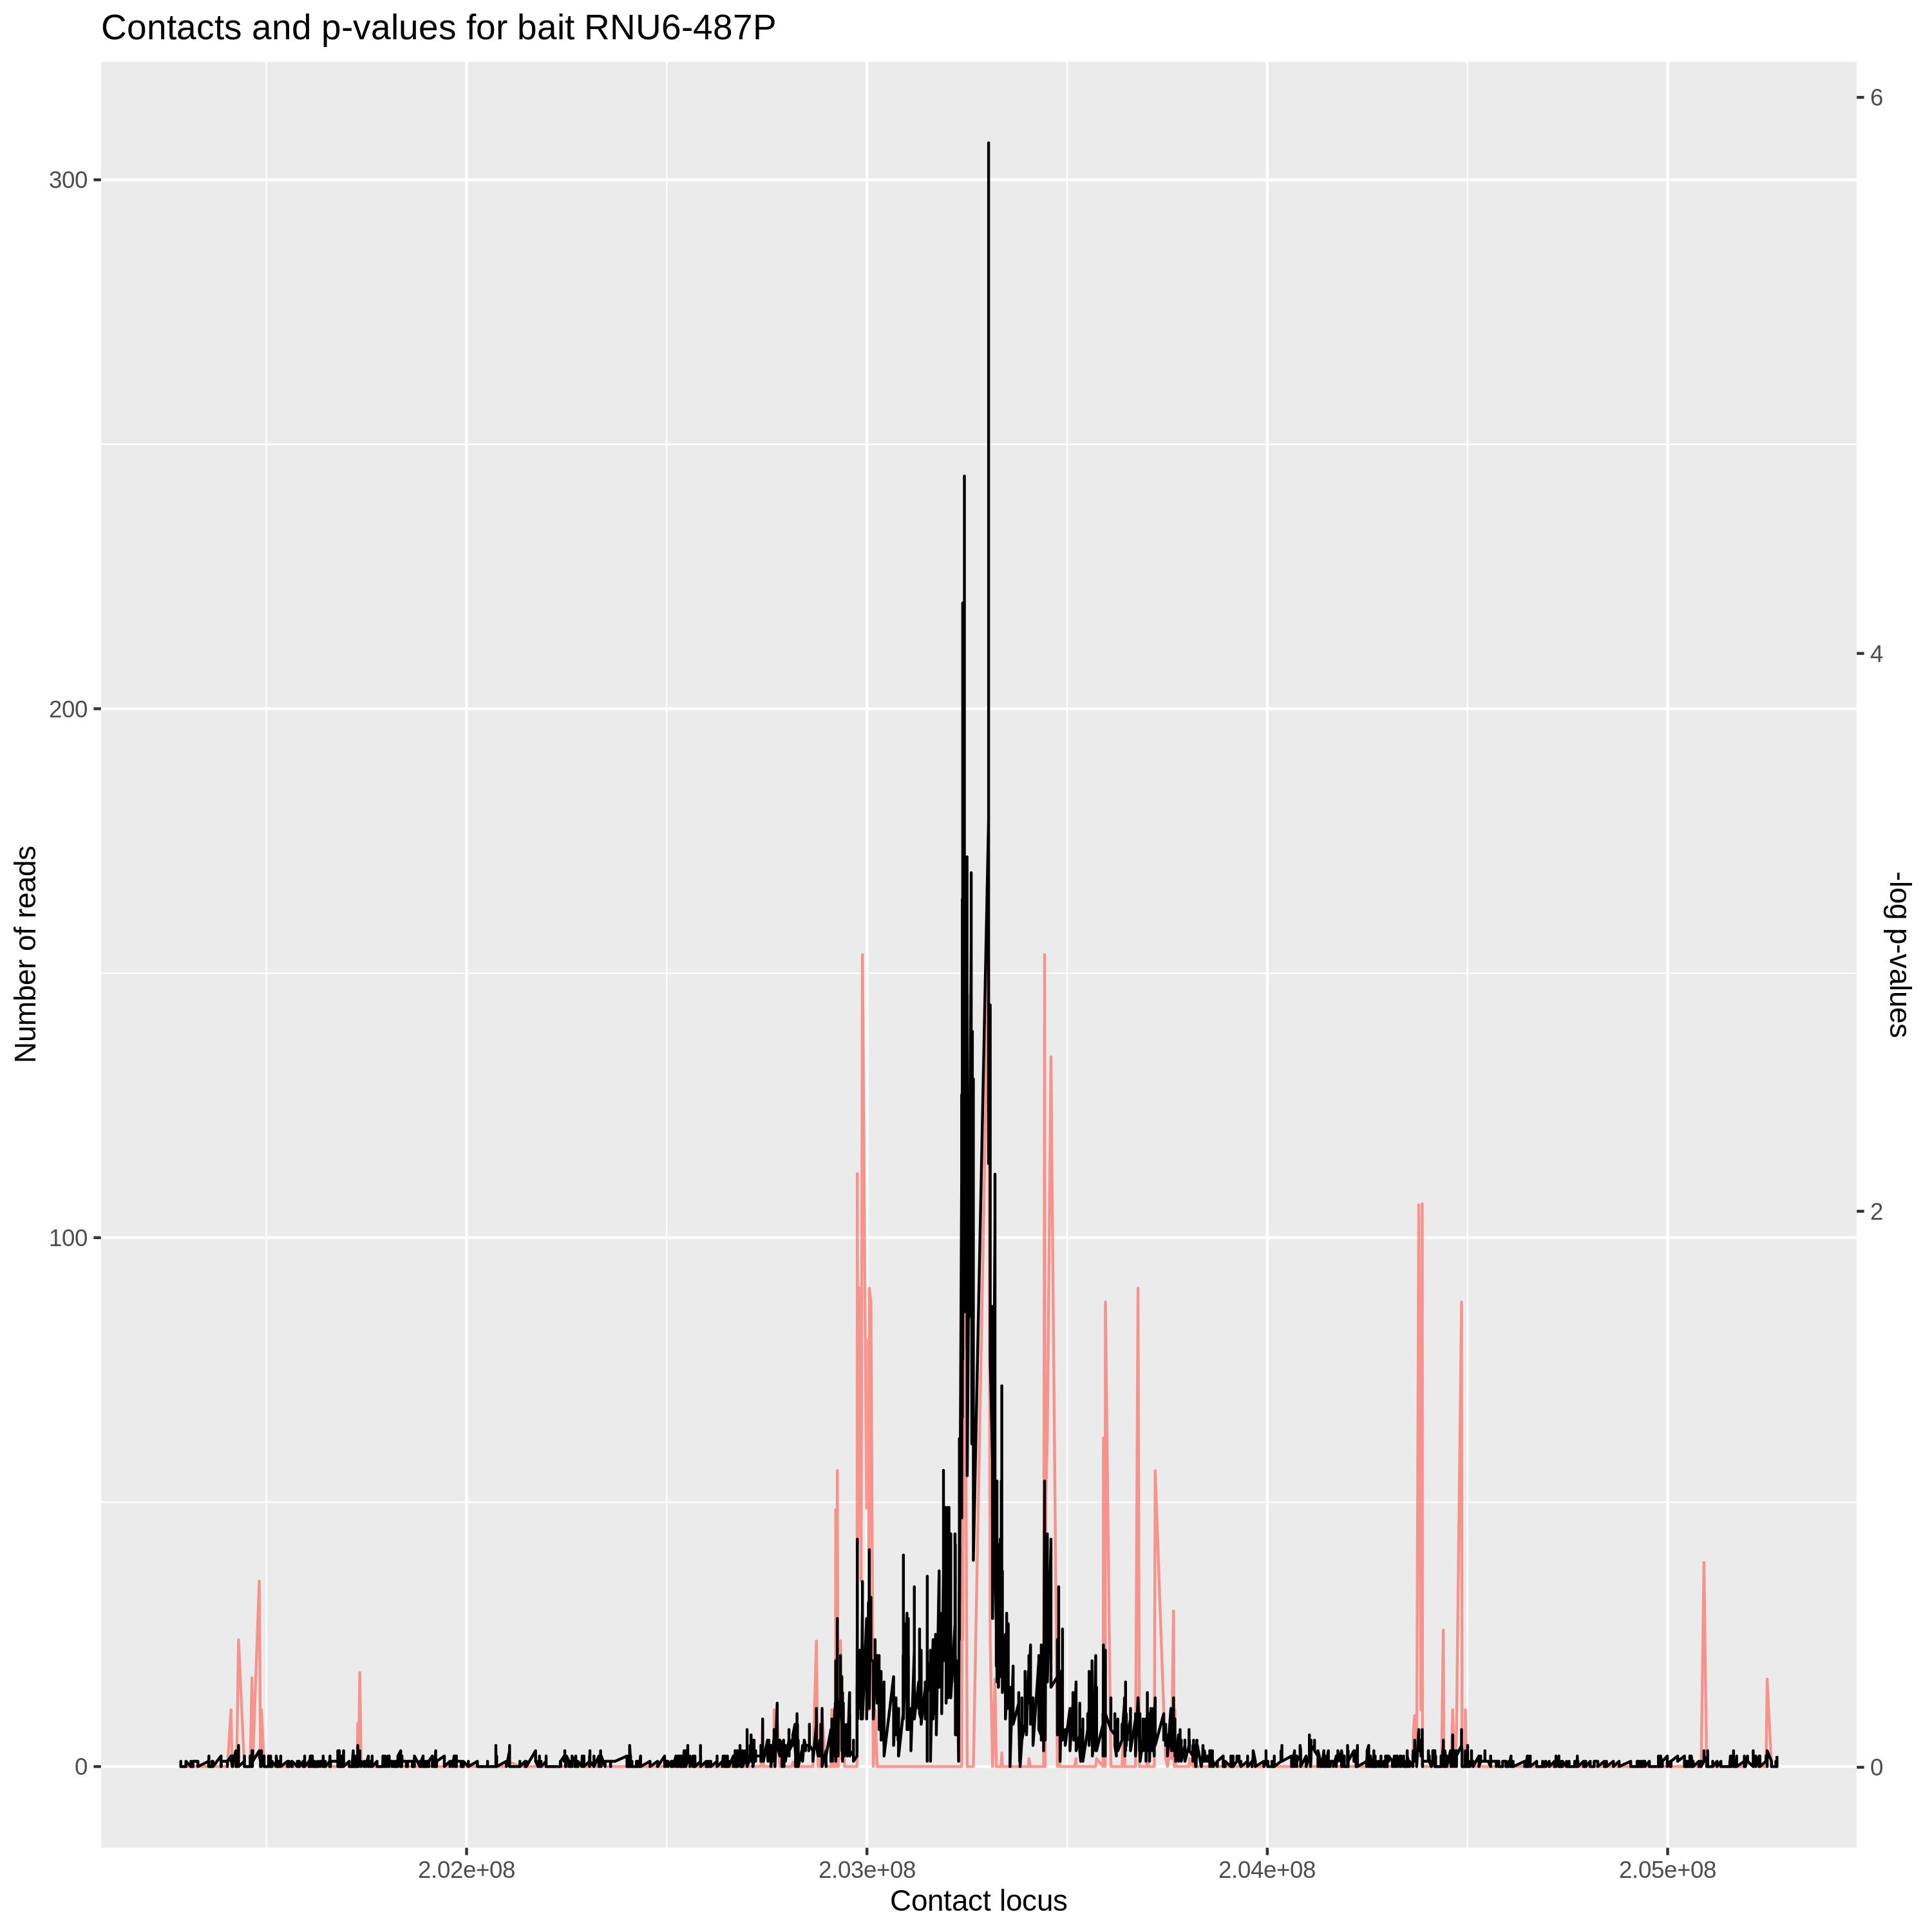 Contacts and p-values for bait RNU6-487P
300
200
100
0
Number of reads
6
4
2
0
-log p-values
2.02e+08
2.03e+08
2.04e+08
2.05e+08
Contact locus